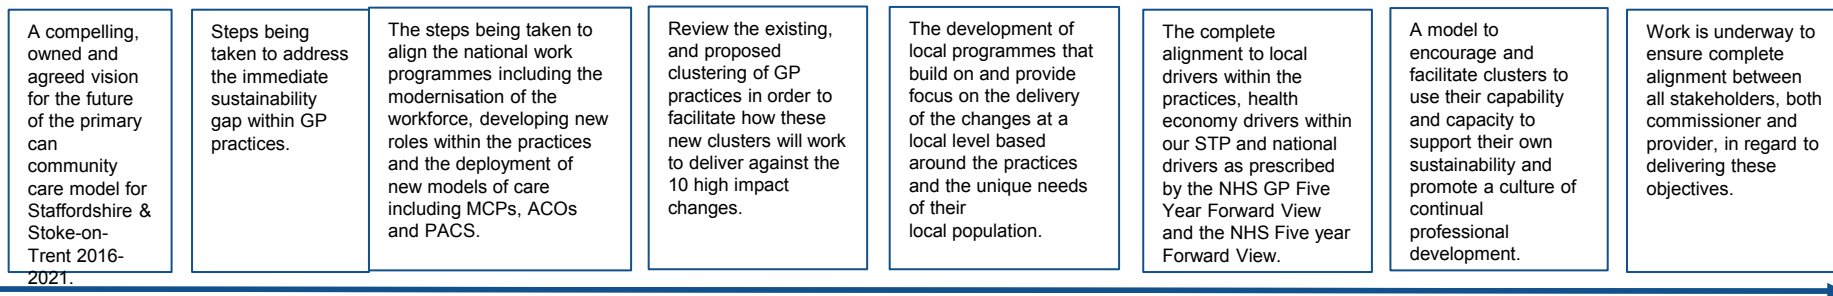 A compelling,
owned and
agreed vision
for the future
of the primary
can
community
care model for
Staffordshire &
Stoke-on-
Trent 2016-
2021.
Steps being
taken to address
the immediate
sustainability
gap within GP
practices.
The steps being taken to
align the national work
programmes including the
modernisation of the
workforce, developing new
roles within the practices
and the deployment of
new models of care
including MCPs, ACOs
and PACS.
Review the existing,
and proposed
clustering of GP
practices in order to
facilitate how these
new clusters will work
to deliver against the
10 high impact
changes.
The development of
local programmes that
build on and provide
focus on the delivery
of the changes at a
local level based
around the practices
and the unique needs
of their
local population.
The complete
alignment to local
drivers within the
practices, health
economy drivers within
our STP and national
drivers as prescribed
by the NHS GP Five
Year Forward View
and the NHS Five year
Forward View.
A model to
encourage and
facilitate clusters to
use their capability
and capacity to
support their own
sustainability and
promote a culture of
continual
professional
development.
Work is underway to
ensure complete
alignment between
all stakeholders, both
commissioner and
provider, in regard to
delivering these
objectives.